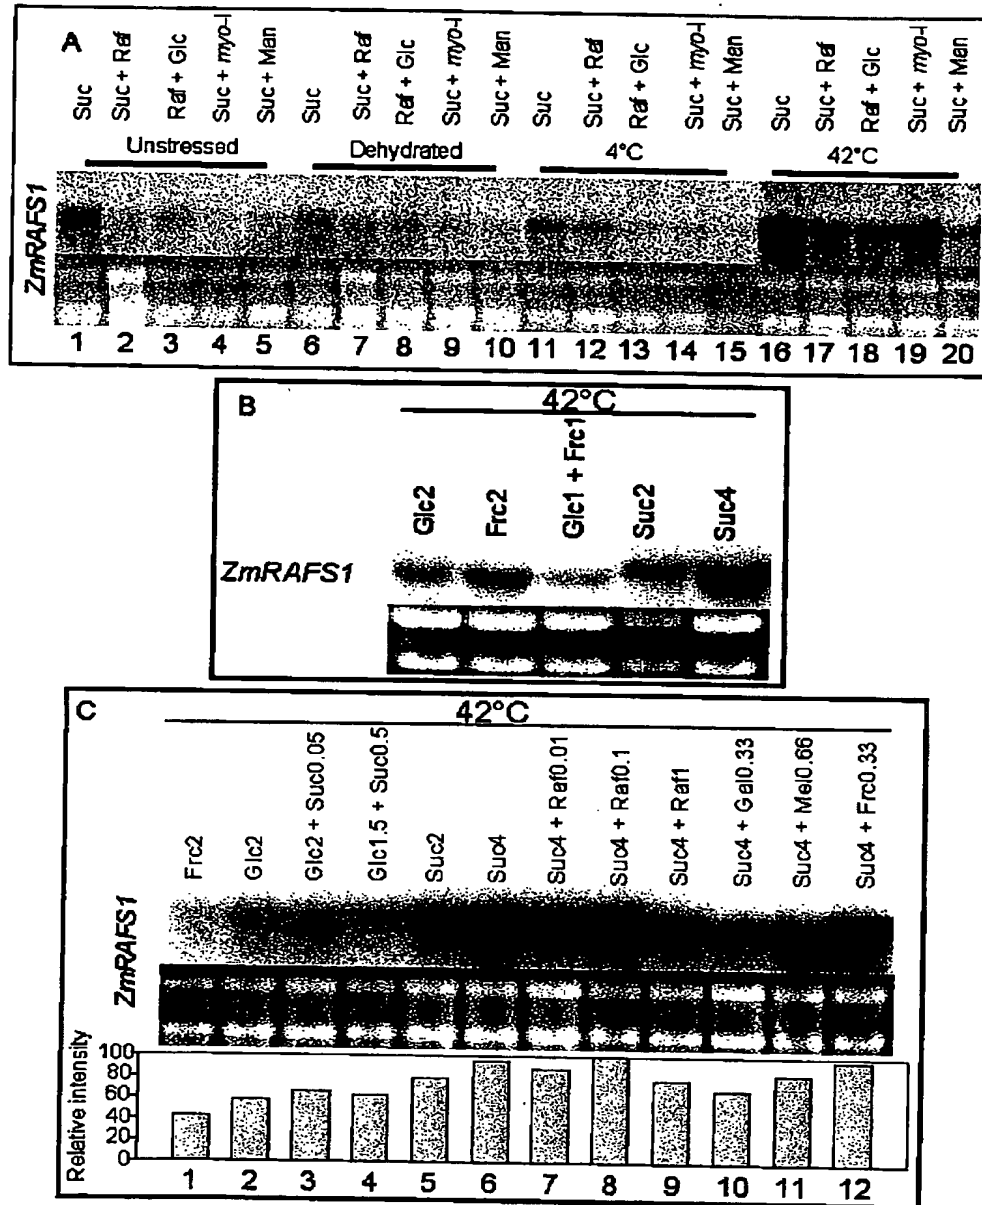 A
Suc
Suc + Raf
Raf + Glc
Suc + myo-I
Suc + Man
Suc
Suc + Raf
Raf + Glc
Suc + myo-I
Suc + Man
Suc
Suc + Raf
Raf + Glc
Suc + myo-I
Suc + Man
Suc
Suc + Raf
Raf + Glc
Suc + myo-I
Suc + Man
Unstressed
Dehydrated
4°C
42°C
ZmRAFS1
1 2 3 4 5 6 7 8 9 10 11 12 13 14 15 16 17 18 19 20
B
42°C
Glc2
Frc2
Glc1 + Frc1
Suc2
Suc4
ZmRAFS1
C
42°C
Frc2
Glc2
Glc2 + Suc0.05
Glc1.5 + Suc0.5
Suc2
Suc4
Suc4 + Raf0.01
Suc4 + Raf0.1
Suc4 + Raf1
Suc4 + Gal0.33
Suc4 + Mel0.66
Suc4 + Frc0.33
ZmRAFS1
Relative intensity
100
80
60
40
20
0
1 2 3 4 5 6 7 8 9 10 11 12